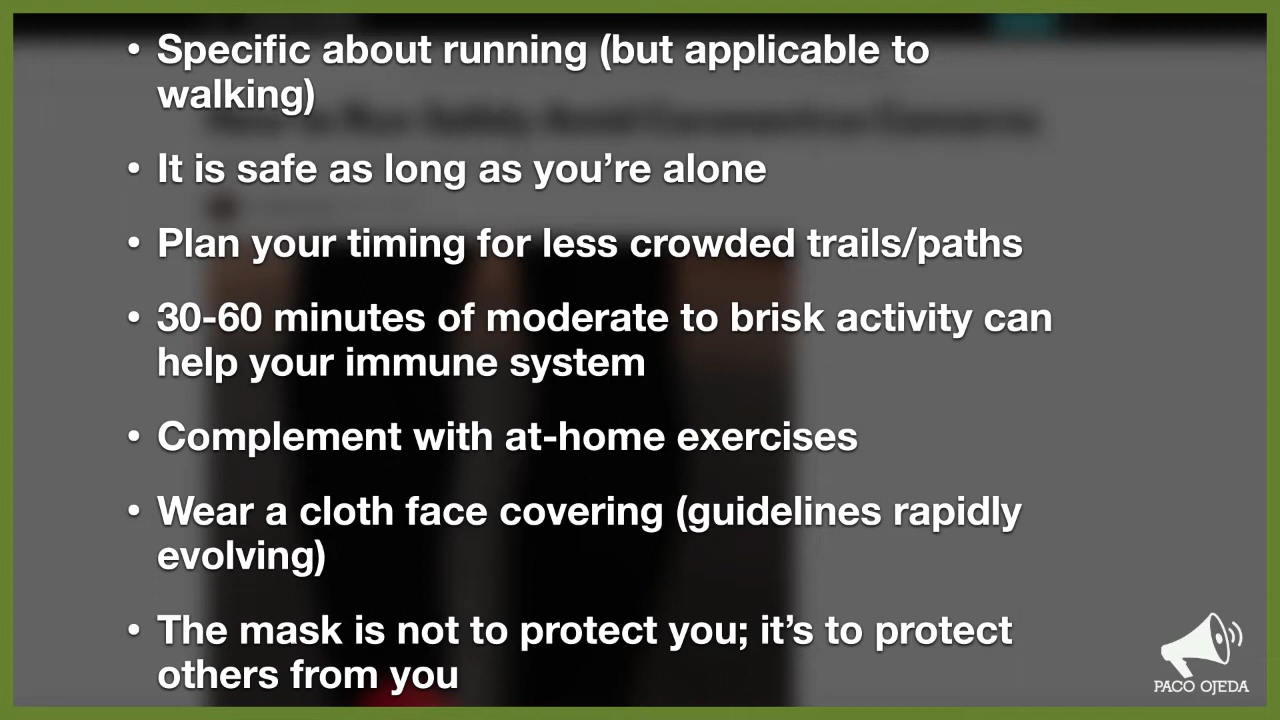 • Specific about running (but applicable to
walking)
• It is safe as long as you’re alone
• Plan your timing for less crowded trails/paths
• 30-60 minutes of moderate to brisk activity can
help your immune system
• Complement with at-home exercises
• Wear a cloth face covering (guidelines rapidly
evolving)
• The mask is not to protect you; it’s to protect
others from you
PACO OJEDA